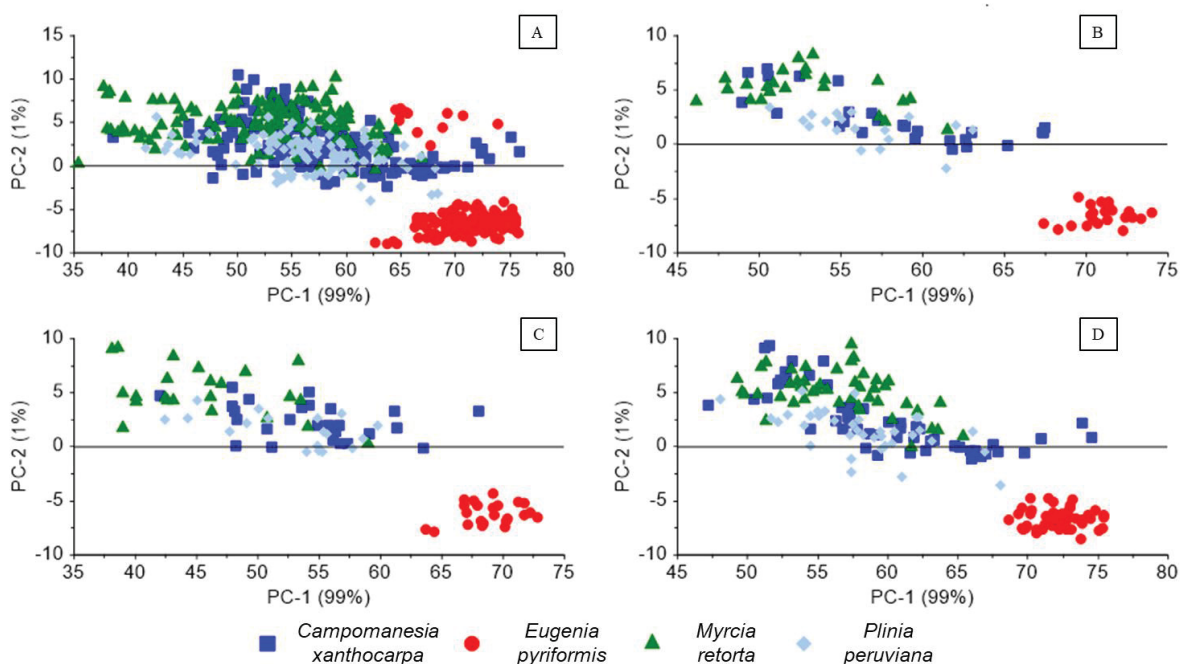 A
15
10
5
0
-5
-10
PC-2 (1%)
35 40 45 50 55 60 65 70 75 80
PC-1 (99%)
B
10
5
0
-5
-10
PC-2 (1%)
45 50 55 60 65 70 75
PC-1 (99%)
C
10
5
0
-5
-10
PC-2 (1%)
35 40 45 50 55 60 65 70 75
PC-1 (99%)
D
10
5
0
-5
-10
PC-2 (1%)
45 50 55 60 65 70 75 80
PC-1 (99%)
Campomanesia
xanthocarpa
Eugenia
pyriformis
Myrcia
retorta
Plinia
peruviana